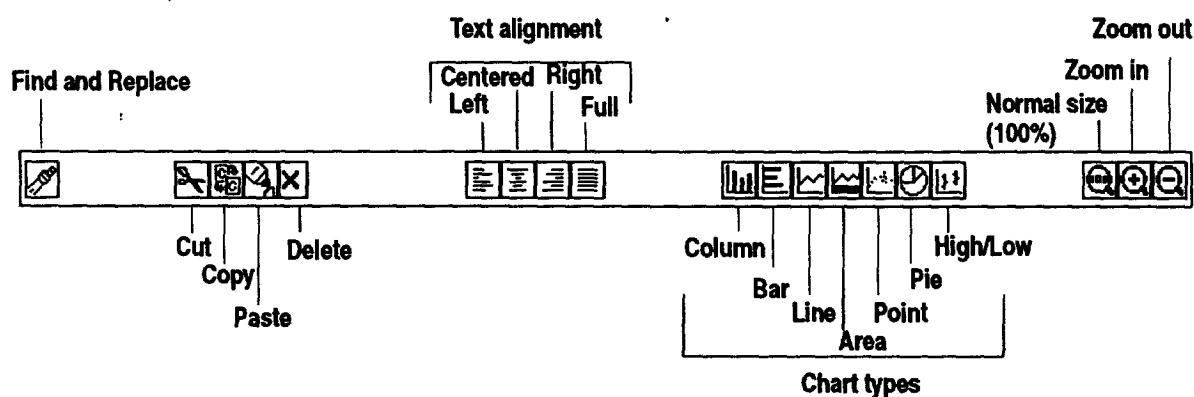 Text alignment
Zoom out
Find and Replace
Centered Right
Zoom in
Left
Full
Normal size
(100%)
Cut
Delete
Column
High/Low
Copy
Bar
Pie
Paste
Line
Point
Area
Chart types